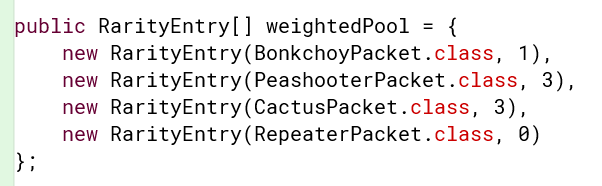 public RarityEntry[] weightedPool = {
    new RarityEntry(BonkchoyPacket.class, 1),
    new RarityEntry(PeashooterPacket.class, 3),
    new RarityEntry(CactusPacket.class, 3),
    new RarityEntry(RepeaterPacket.class, 0)
};